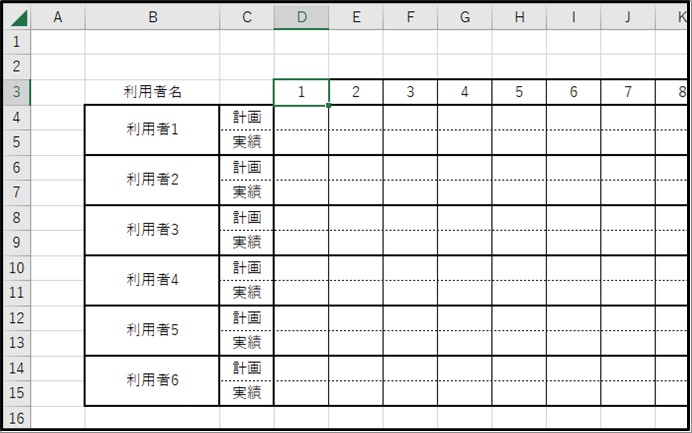 A B C D E F G H I J K
1
2
3 利用者名 1 2 3 4 5 6 7 8
4 利用者1 計画
5 実績
6 利用者2 計画
7 実績
8 利用者3 計画
9 実績
10 利用者4 計画
11 実績
12 利用者5 計画
13 実績
14 利用者6 計画
15 実績
16